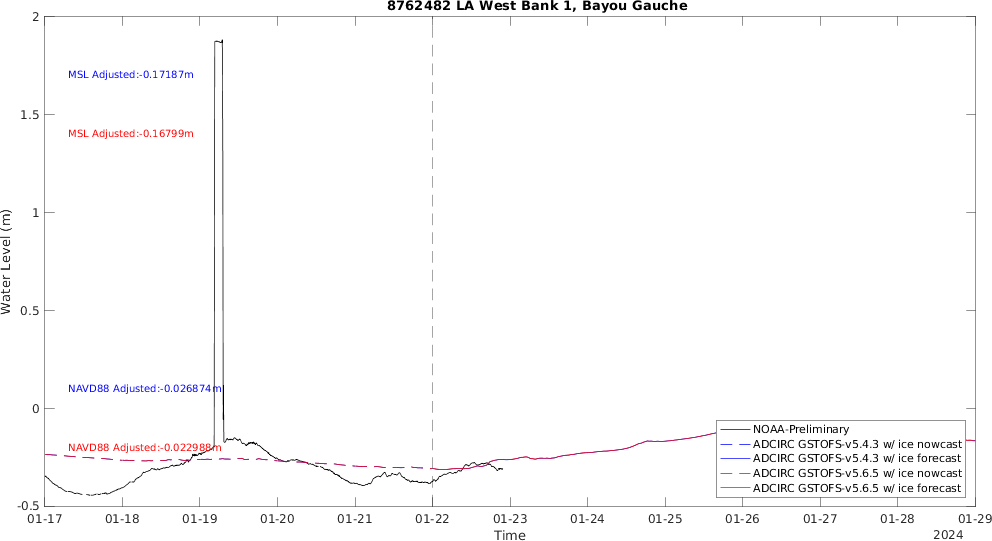 8762482 LA West Bank 1, Bayou Gauche
2
1.5
1
0.5
0
-0.5
Water Level (m)
MSL Adjusted:-0.17187m
MSL Adjusted:-0.16799m
NAVD88 Adjusted:-0.026874m
NAVD88 Adjusted:-0.022988m
NOAA-Preliminary
ADCIRC GSTOFS-v5.4.3 w/ ice nowcast
ADCIRC GSTOFS-v5.4.3 w/ ice forecast
ADCIRC GSTOFS-v5.6.5 w/ ice nowcast
ADCIRC GSTOFS-v5.6.5 w/ ice forecast
01-17 01-18 01-19 01-20 01-21 01-22 01-23 01-24 01-25 01-26 01-27 01-28 01-29
Time
2024